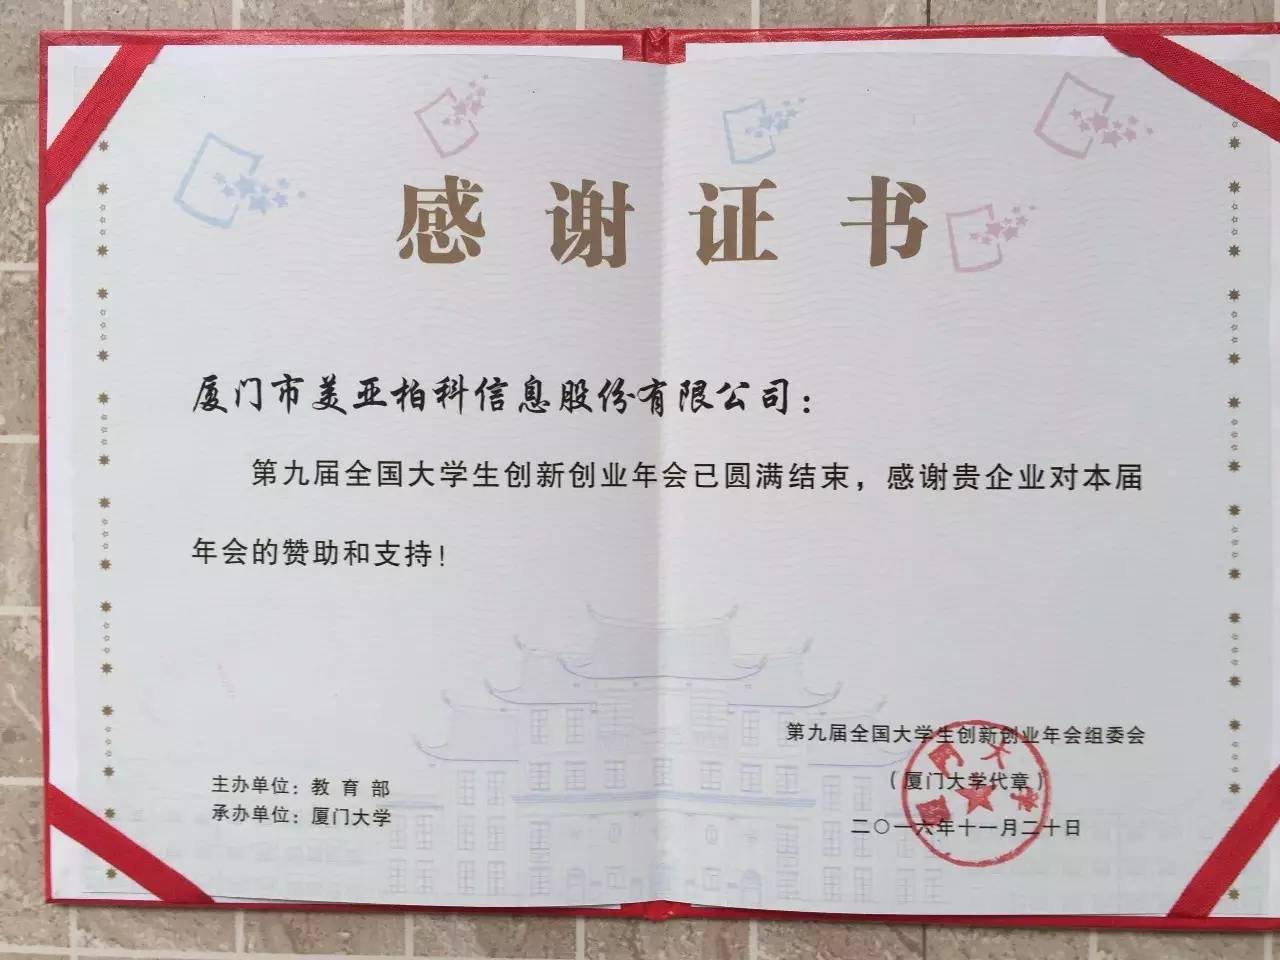 感谢证书
厦门市美亚柏科信息股份有限公司：
第九届全国大学生创新创业年会已圆满结束，感谢贵企业对本届
年会的赞助和支持！
主办单位：教育部
承办单位：厦门大学
第九届全国大学生创新创业年会组委会
（厦门大学代章）
二〇一六年十一月二十日
厦门大学